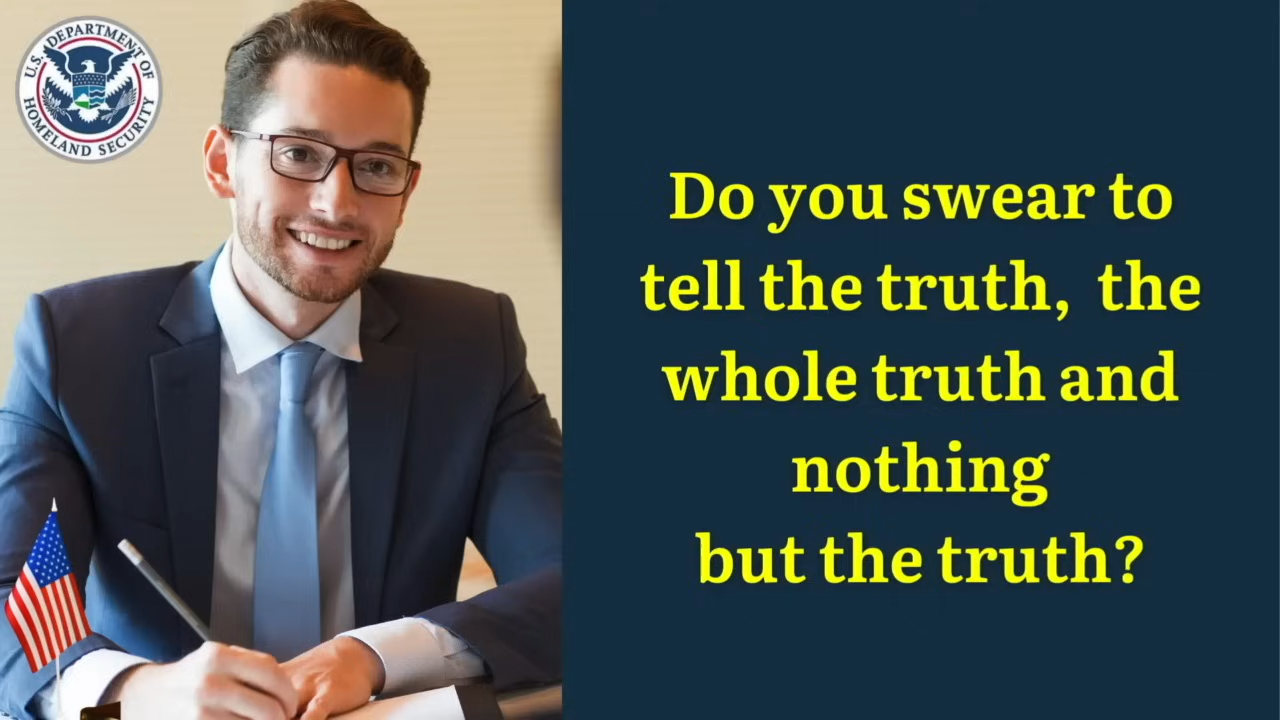 U.S. DEPARTMENT OF
HOMELAND SECURITY
Do you swear to
tell the truth, the
whole truth and
nothing
but the truth?